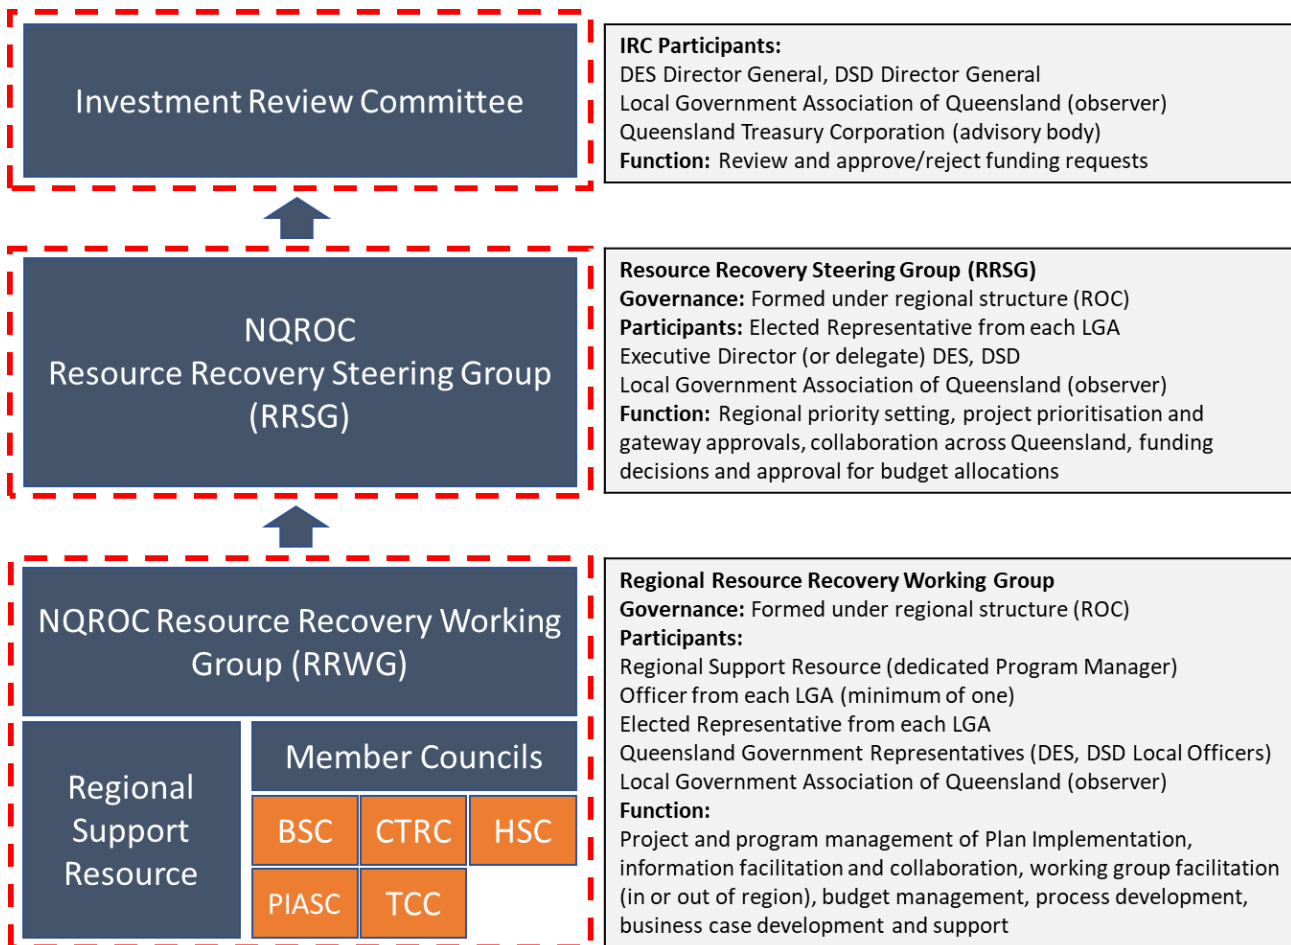 Investment Review Committee
IRC Participants:
DES Director General, DSD Director General
Local Government Association of Queensland (observer)
Queensland Treasury Corporation (advisory body)
Function: Review and approve/reject funding requests
NQROC
Resource Recovery Steering Group
(RRSG)
Resource Recovery Steering Group (RRSG)
Governance: Formed under regional structure (ROC)
Participants: Elected Representative from each LGA
Executive Director (or delegate) DES, DSD
Local Government Association of Queensland (observer)
Function: Regional priority setting, project prioritisation and
gateway approvals, collaboration across Queensland, funding
decisions and approval for budget allocations
NQROC Resource Recovery Working
Group (RRWG)
Regional
Support
Resource
Member Councils
BSC
CTRC
HSC
PIASC
TCC
Regional Resource Recovery Working Group
Governance: Formed under regional structure (ROC)
Participants:
Regional Support Resource (dedicated Program Manager)
Officer from each LGA (minimum of one)
Elected Representative from each LGA
Queensland Government Representatives (DES, DSD Local Officers)
Local Government Association of Queensland (observer)
Function:
Project and program management of Plan Implementation,
information facilitation and collaboration, working group facilitation
(in or out of region), budget management, process development,
business case development and support